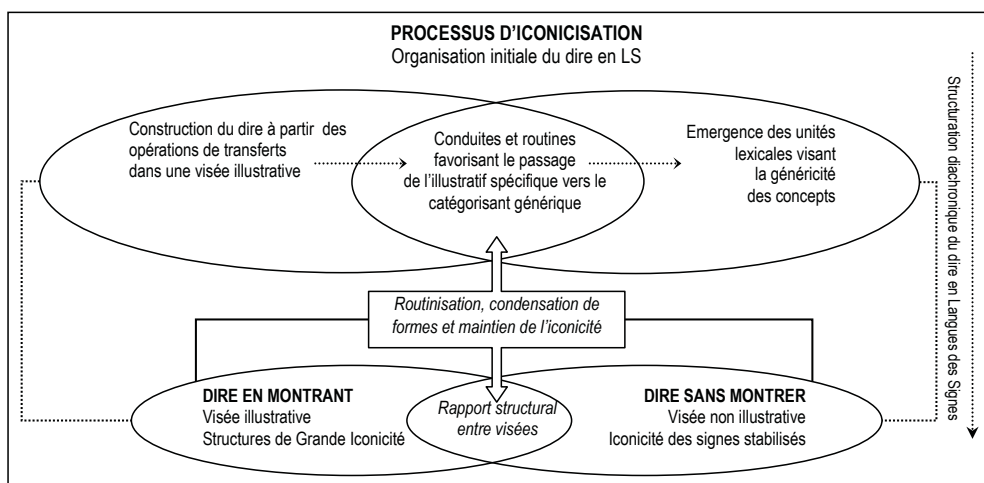 PROCESSUS D'ICONICISATION
Organisation initiale du dire en LS
Construction du dire à partir des
opérations de transferts
dans une visée illustrative
Conduites et routines
favorisant le passage
de l'illustratif spécifique vers le
catégorisant générique
Emergence des unités
lexicales visant
la généricité
des concepts
Structuration diachronique du dire en Langues des Signes
Routinisation, condensation de
formes et maintien de l'iconicité
DIRE EN MONTRANT
Visée illustrative
Structures de Grande Iconicité
Rapport structural
entre visées
DIRE SANS MONTRER
Visée non illustrative
Iconicité des signes stabilisés